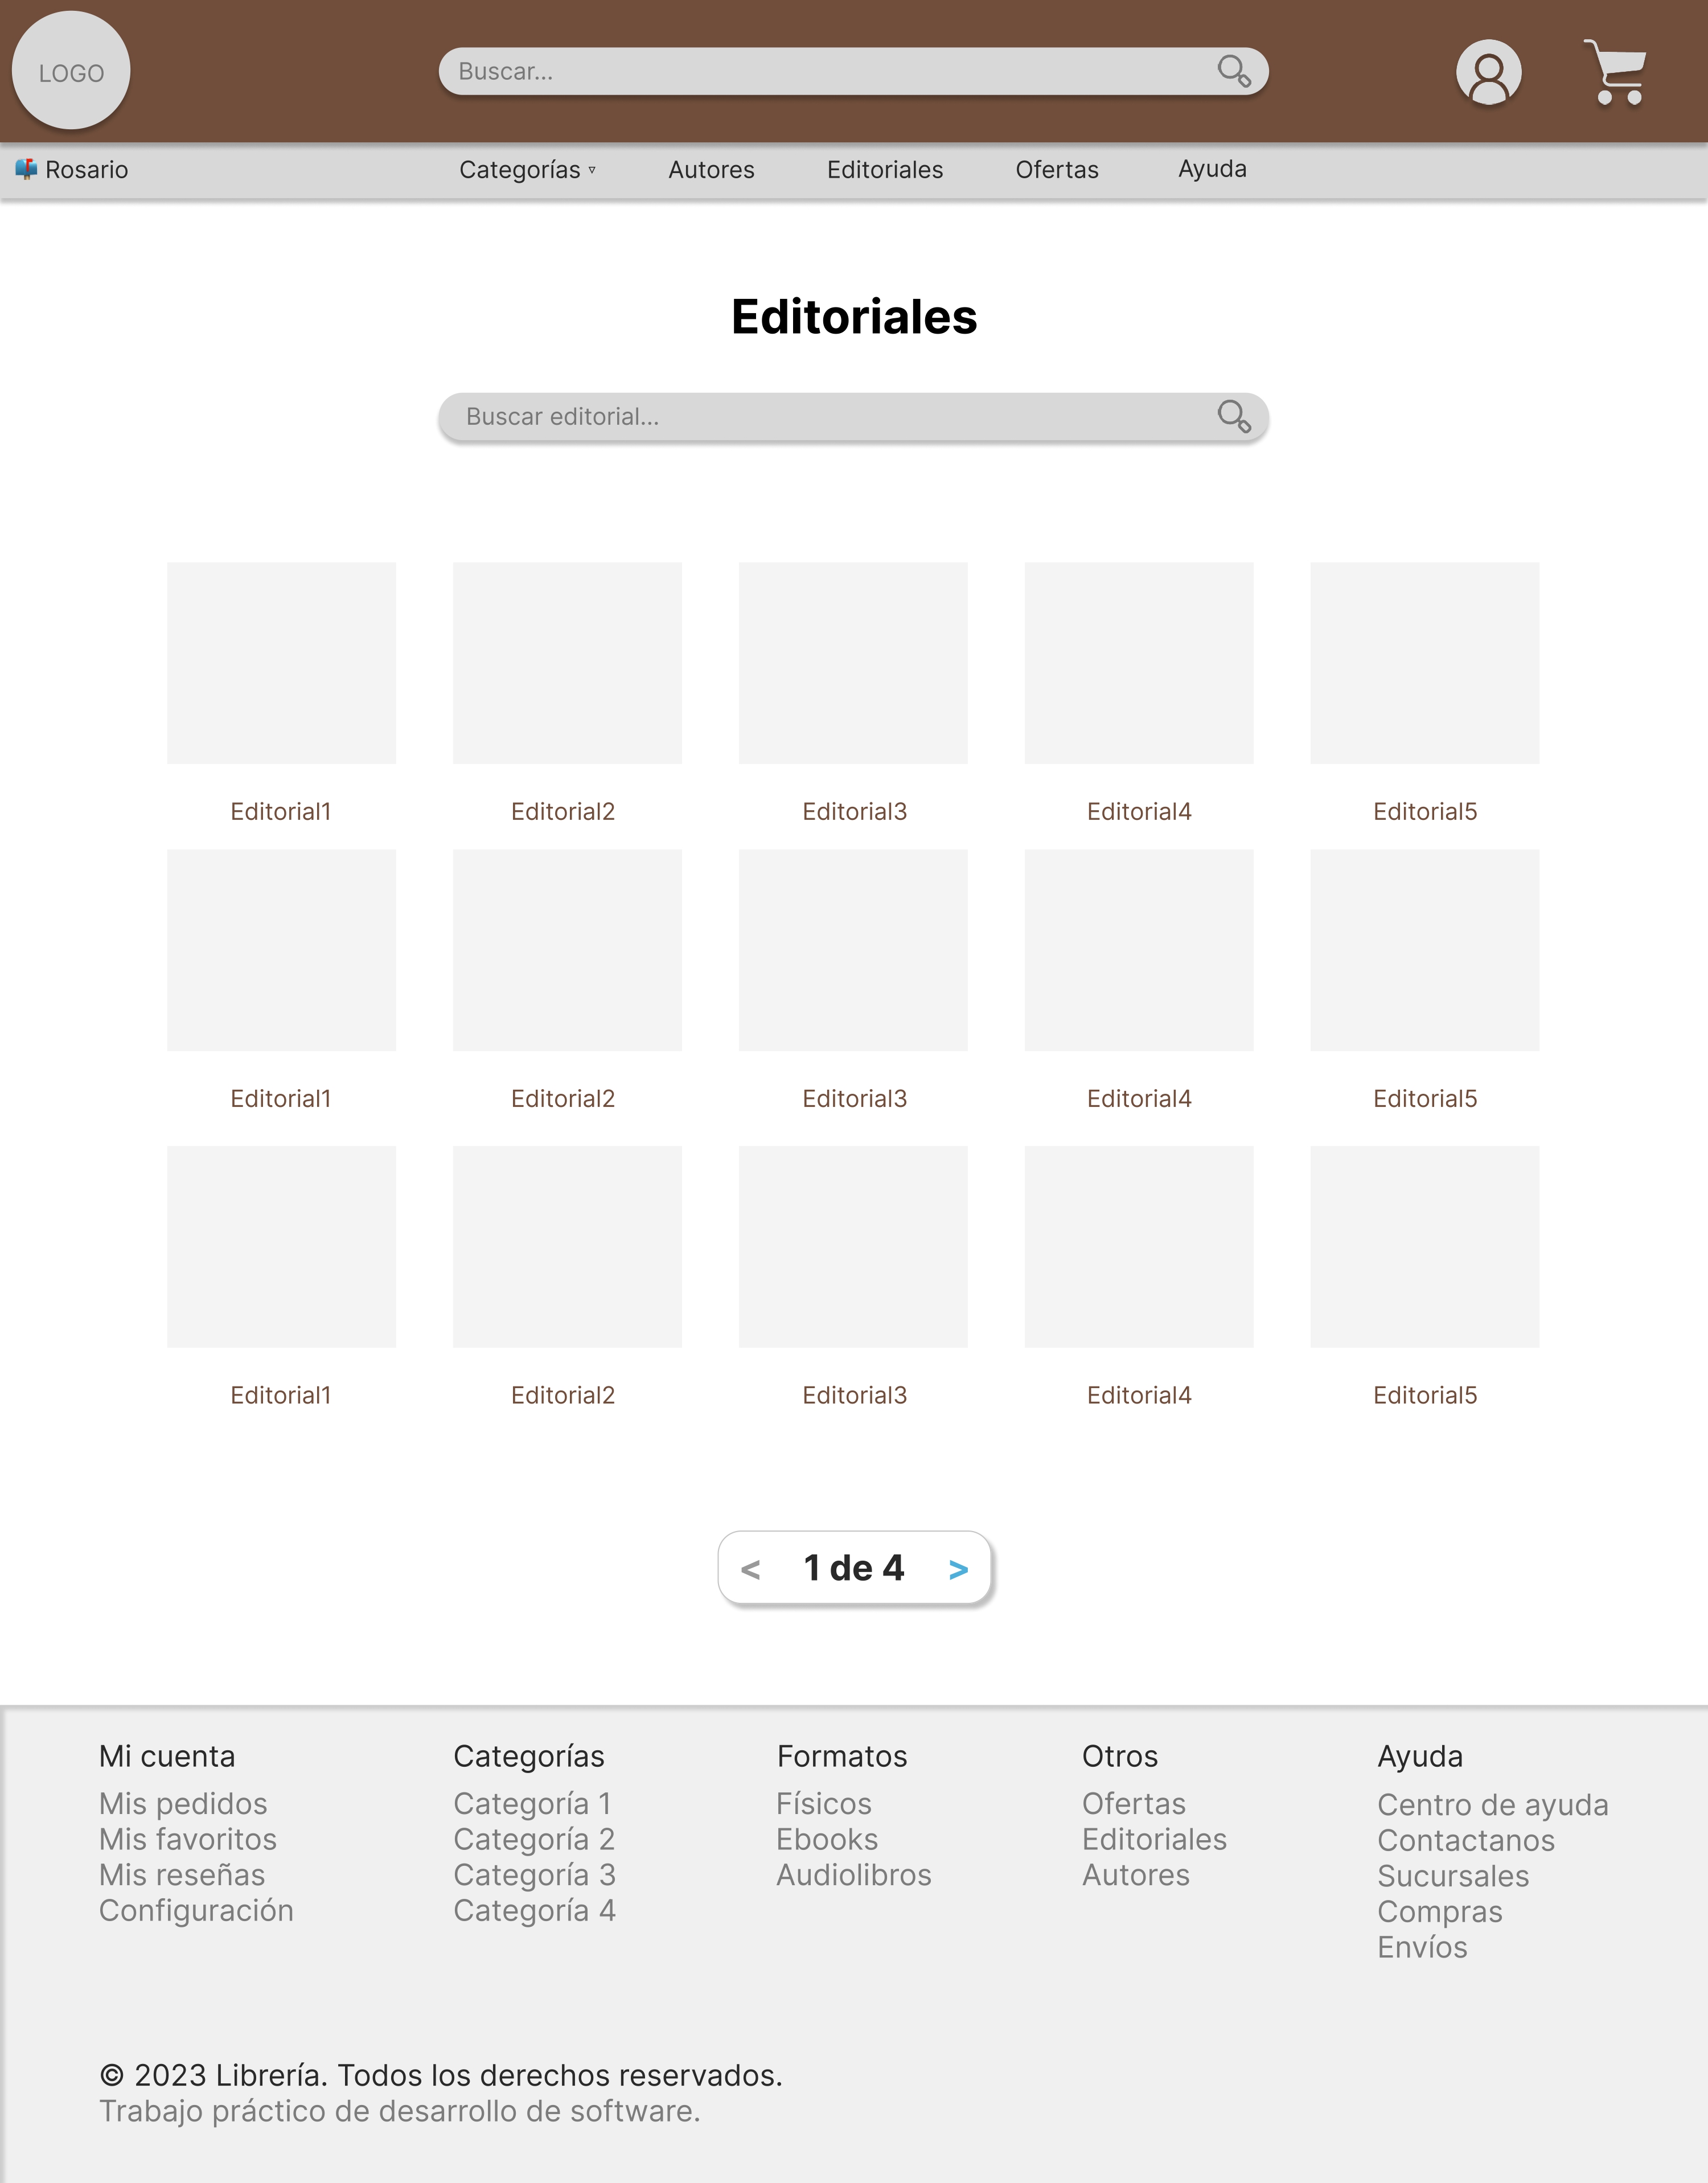 LOGO
Buscar...
Rosario
Categorías ▿
Autores
Editoriales
Ofertas
Ayuda
Editoriales
Buscar editorial...
Editorial1
Editorial2
Editorial3
Editorial4
Editorial5
Editorial1
Editorial2
Editorial3
Editorial4
Editorial5
Editorial1
Editorial2
Editorial3
Editorial4
Editorial5
< 1 de 4 >
Mi cuenta
Mis pedidos
Mis favoritos
Mis reseñas
Configuración
Categorías
Categoría 1
Categoría 2
Categoría 3
Categoría 4
Formatos
Físicos
Ebooks
Audiolibros
Otros
Ofertas
Editoriales
Autores
Ayuda
Centro de ayuda
Contactanos
Sucursales
Compras
Envíos
© 2023 Librería. Todos los derechos reservados.
Trabajo práctico de desarrollo de software.